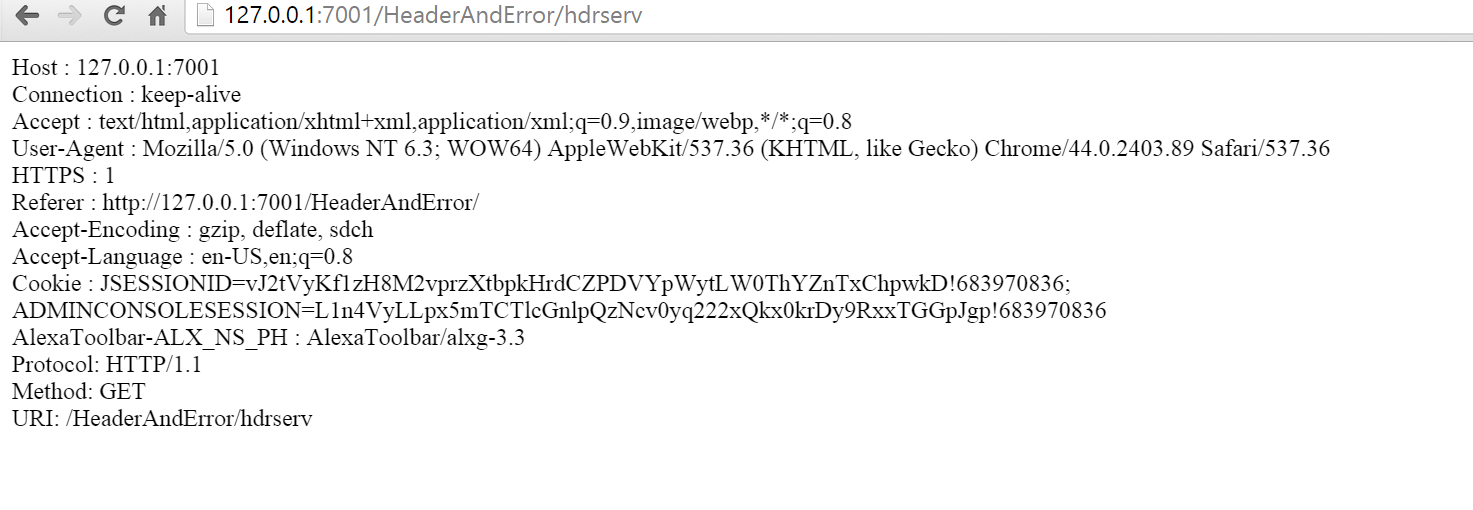 127.0.0.1:7001/HeaderAndError/hdrserv
Host : 127.0.0.1:7001
Connection : keep-alive
Accept : text/html,application/xhtml+xml,application/xml;q=0.9,image/webp,*/*;q=0.8
User-Agent : Mozilla/5.0 (Windows NT 6.3; WOW64) AppleWebKit/537.36 (KHTML, like Gecko) Chrome/44.0.2403.89 Safari/537.36
HTTPS : 1
Referer : http://127.0.0.1:7001/HeaderAndError/
Accept-Encoding : gzip, deflate, sdch
Accept-Language : en-US,en;q=0.8
Cookie : JSESSIONID=vJ2tVyKf1zH8M2vprzXtbpkHrdCZPDVYpWytLW0ThYZnTxChpwkD!683970836;
ADMINCONSOLESESSION=L1n4VyLLpx5mTCTlcGnlpQzNcv0yq222xQkx0krDy9RxxTGGpJgp!683970836
AlexaToolbar-ALX_NS_PH : AlexaToolbar/alxg-3.3
Protocol: HTTP/1.1
Method: GET
URI: /HeaderAndError/hdrserv